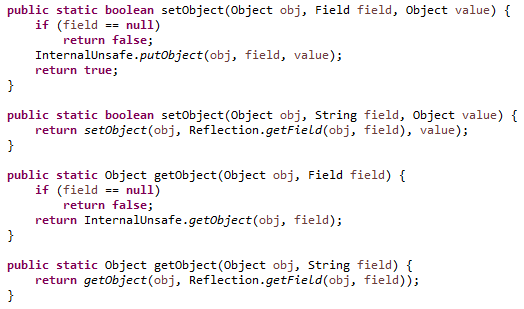 public static boolean setObject(Object obj, Field field, Object value) {
    if (field == null)
        return false;
    InternalUnsafe.putObject(obj, field, value);
    return true;
}

public static boolean setObject(Object obj, String field, Object value) {
    return setObject(obj, Reflection.getField(obj, field), value);
}

public static Object getObject(Object obj, Field field) {
    if (field == null)
        return false;
    return InternalUnsafe.getObject(obj, field);
}

public static Object getObject(Object obj, String field) {
    return getObject(obj, Reflection.getField(obj, field));
}